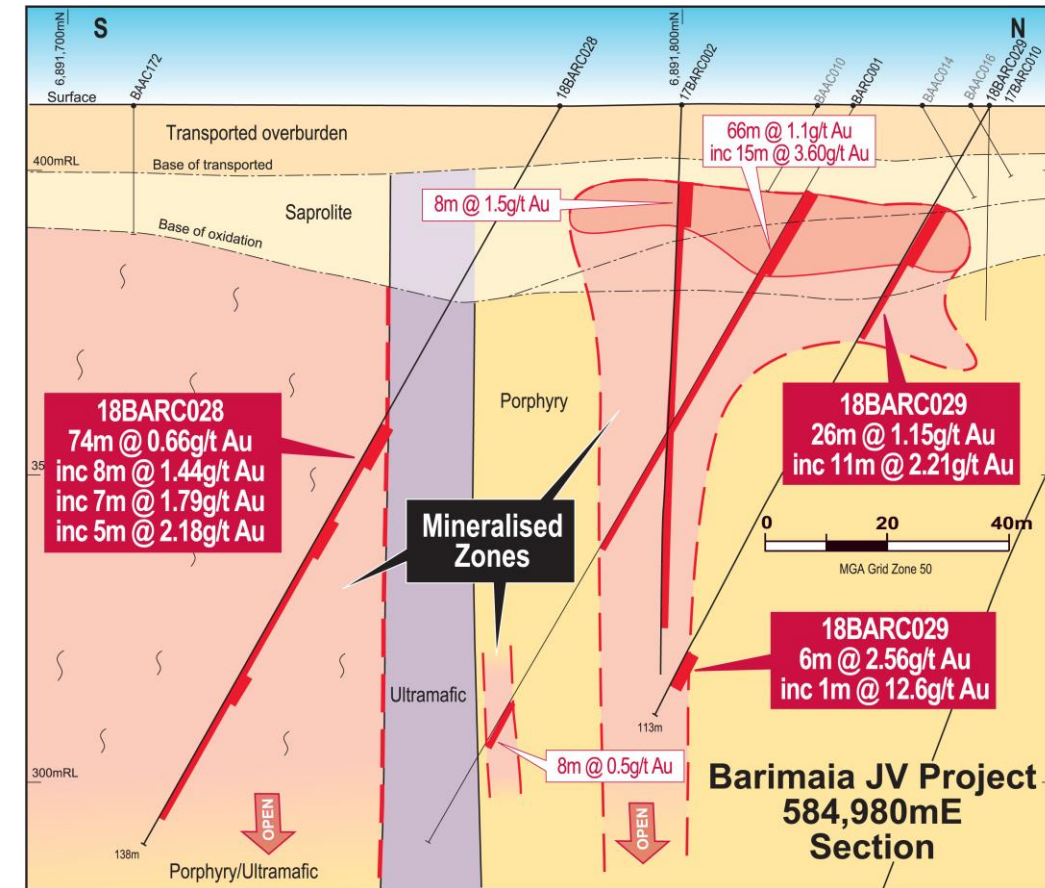 S
N
6,891,700mN
BAAC172
18BARC028
6,891,800mN
17BARC002
BAAC010
BARC001
BAAC014
BAAC016
18BARC029
17BARC010
Surface
Transported overburden
400mRL
Base of transported
Saprolite
Base of oxidation
66m @ 1.1g/t Au
inc 15m @ 3.60g/t Au
8m @ 1.5g/t Au
Porphyry
18BARC028
74m @ 0.66g/t Au
inc 8m @ 1.44g/t Au
inc 7m @ 1.79g/t Au
inc 5m @ 2.18g/t Au
18BARC029
26m @ 1.15g/t Au
inc 11m @ 2.21g/t Au
Mineralised
Zones
0 20 40m
MGA Grid Zone 50
18BARC029
6m @ 2.56g/t Au
inc 1m @ 12.6g/t Au
Ultramafic
113m
8m @ 0.5g/t Au
300mRL
OPEN
OPEN
138m
Porphyry/Ultramafic
Barimaia JV Project
584,980mE
Section